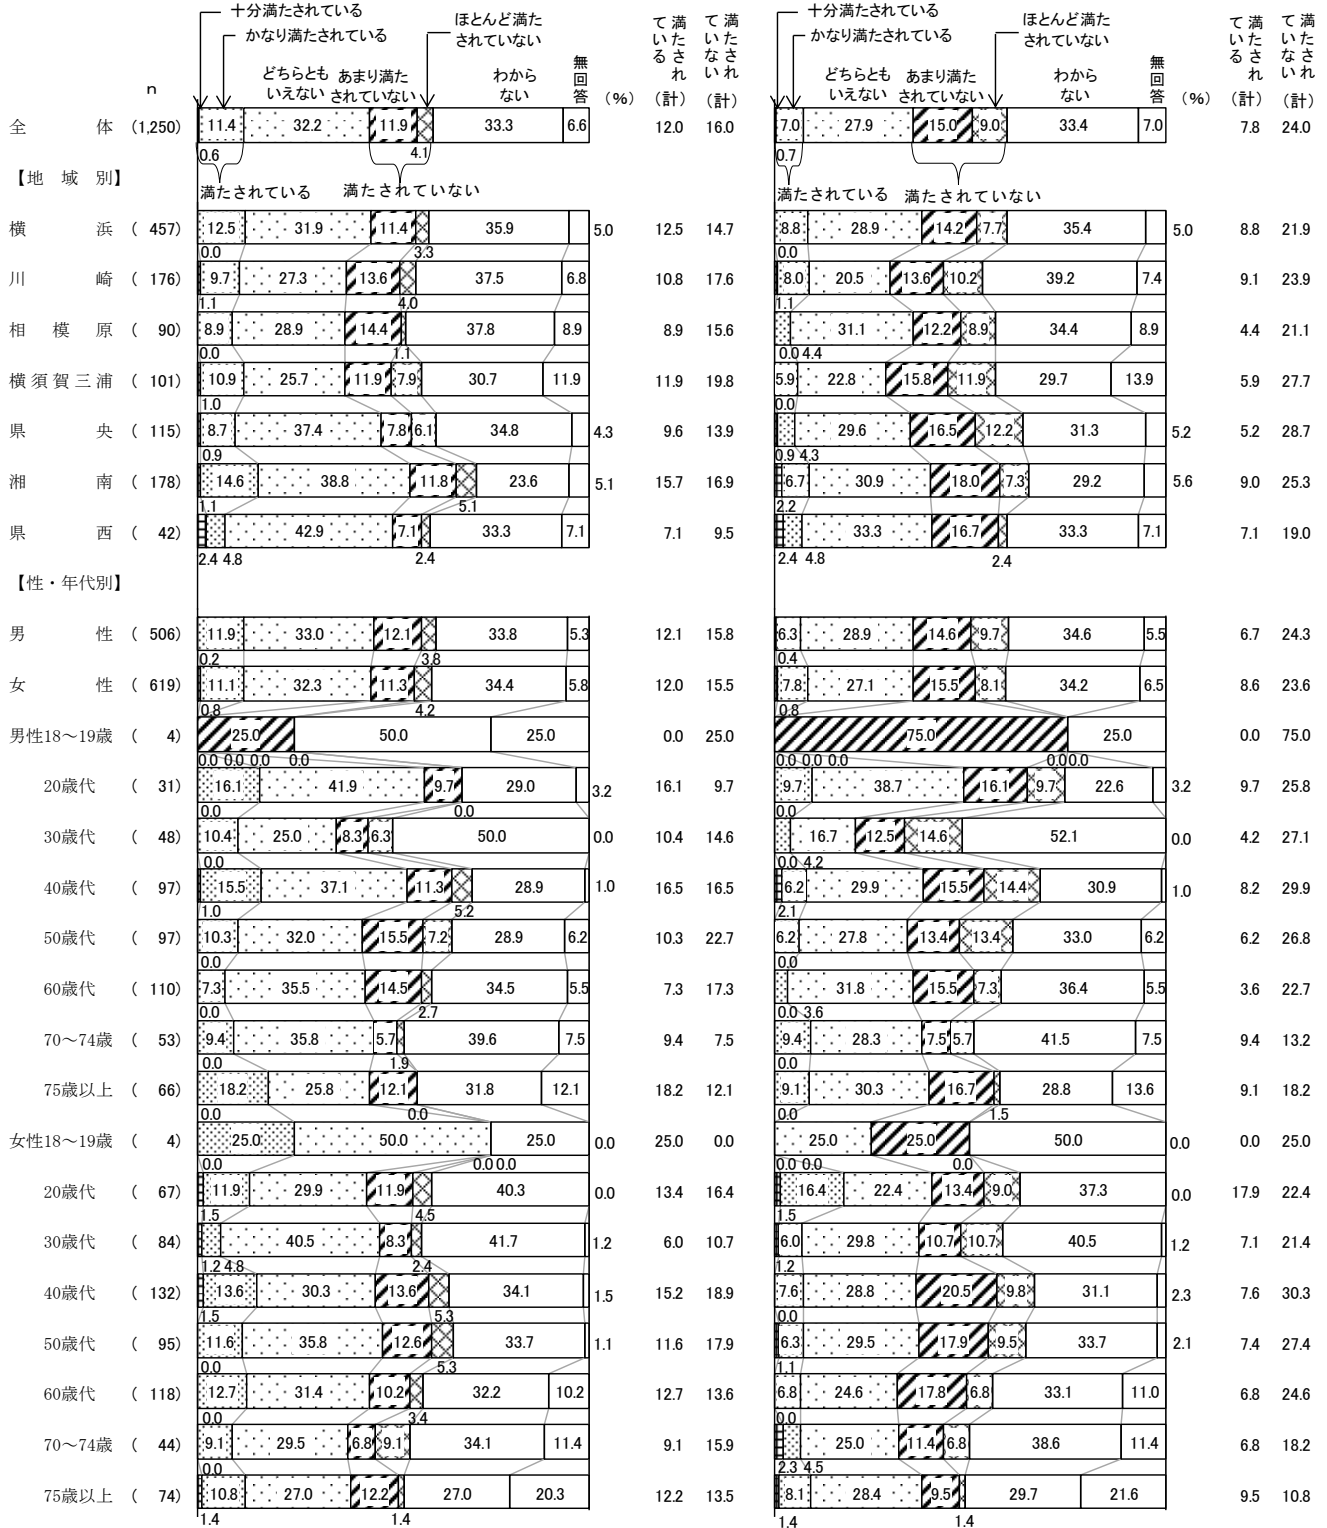 十分満たされている
かなり満たされている
ほとんど満た
されていない
どちらとも
いえない
あまり満た
されていない
わから
ない
無回答
(%)
満たされている
(計)
満たされていない
(計)
十分満たされている
かなり満たされている
ほとんど満た
されていない
どちらとも
いえない
あまり満た
されていない
わから
ない
無回答
(%)
満たされている
(計)
満たされていない
(計)
n
全 体 (1,250) 11.4 32.2 11.9 33.3 6.6 12.0 16.0 7.0 27.9 15.0 9.0 33.4 7.0 7.8 24.0
0.6 4.1 0.7
【地 域 別】
満たされている 満たされていない 満たされている 満たされていない
横 浜 ( 457) 12.5 31.9 11.4 35.9 5.0 12.5 14.7 8.8 28.9 14.2 7.7 35.4 5.0 8.8 21.9
0.0 3.3 0.0
川 崎 ( 176) 9.7 27.3 13.6 37.5 6.8 10.8 17.6 8.0 20.5 13.6 10.2 39.2 7.4 9.1 23.9
1.1 4.0 1.1
相 模 原 ( 90) 8.9 28.9 14.4 37.8 8.9 8.9 15.6 31.1 12.2 8.9 34.4 8.9 4.4 21.1
0.0 1.1 0.0 4.4
横須賀三浦 ( 101) 10.9 25.7 11.9 7.9 30.7 11.9 11.9 19.8 5.9 22.8 15.8 11.9 29.7 13.9 5.9 27.7
1.0 0.0
県 央 ( 115) 8.7 37.4 7.8 6.1 34.8 4.3 9.6 13.9 29.6 16.5 12.2 31.3 5.2 5.2 28.7
0.9 0.9 4.3
湘 南 ( 178) 14.6 38.8 11.8 23.6 5.1 15.7 16.9 6.7 30.9 18.0 7.3 29.2 5.6 9.0 25.3
1.1 5.1 2.2
県 西 ( 42) 42.9 7.1 33.3 7.1 7.1 9.5 33.3 16.7 33.3 7.1 7.1 19.0
2.4 4.8 2.4 2.4 4.8 2.4
【性・年代別】
男 性 ( 506) 11.9 33.0 12.1 33.8 5.3 12.1 15.8 6.3 28.9 14.6 9.7 34.6 5.5 6.7 24.3
0.2 3.8 0.4
女 性 ( 619) 11.1 32.3 11.3 34.4 5.8 12.0 15.5 7.8 27.1 15.5 8.1 34.2 6.5 8.6 23.6
0.8 4.2 0.8
男性18～19歳 ( 4) 25.0 50.0 25.0 0.0 25.0 75.0 25.0 0.0 75.0
0.0 0.0 0.0 0.0 0.0 0.0 0.0 0.0 0.0
20歳代 ( 31) 16.1 41.9 9.7 29.0 3.2 16.1 9.7 9.7 38.7 16.1 9.7 22.6 3.2 9.7 25.8
0.0 0.0 0.0
30歳代 ( 48) 10.4 25.0 8.3 6.3 50.0 0.0 10.4 14.6 16.7 12.5 14.6 52.1 0.0 4.2 27.1
0.0 0.0 4.2
40歳代 ( 97) 15.5 37.1 11.3 28.9 1.0 16.5 16.5 6.2 29.9 15.5 14.4 30.9 1.0 8.2 29.9
1.0 5.2 2.1
50歳代 ( 97) 10.3 32.0 15.5 7.2 28.9 6.2 10.3 22.7 6.2 27.8 13.4 13.4 33.0 6.2 6.2 26.8
0.0 0.0
60歳代 ( 110) 7.3 35.5 14.5 34.5 5.5 7.3 17.3 31.8 15.5 7.3 36.4 5.5 3.6 22.7
0.0 2.7 0.0 3.6
70～74歳 ( 53) 9.4 35.8 5.7 39.6 7.5 9.4 7.5 9.4 28.3 7.5 5.7 41.5 7.5 9.4 13.2
0.0 1.9 0.0
75歳以上 ( 66) 18.2 25.8 12.1 31.8 12.1 18.2 12.1 9.1 30.3 16.7 28.8 13.6 9.1 18.2
0.0 0.0 0.0 1.5
女性18～19歳 ( 4) 25.0 50.0 25.0 0.0 25.0 0.0 25.0 25.0 50.0 0.0 0.0 25.0
0.0 0.0 0.0 0.0 0.0 0.0
20歳代 ( 67) 11.9 29.9 11.9 40.3 0.0 13.4 16.4 16.4 22.4 13.4 9.0 37.3 0.0 17.9 22.4
1.5 4.5 1.5
30歳代 ( 84) 40.5 8.3 41.7 1.2 6.0 10.7 6.0 29.8 10.7 10.7 40.5 1.2 7.1 21.4
1.2 4.8 2.4 1.2
40歳代 ( 132) 13.6 30.3 13.6 34.1 1.5 15.2 18.9 7.6 28.8 20.5 9.8 31.1 2.3 7.6 30.3
1.5 5.3 0.0
50歳代 ( 95) 11.6 35.8 12.6 33.7 1.1 11.6 17.9 6.3 29.5 17.9 9.5 33.7 2.1 7.4 27.4
0.0 5.3 1.1
60歳代 ( 118) 12.7 31.4 10.2 32.2 10.2 12.7 13.6 6.8 24.6 17.8 6.8 33.1 11.0 6.8 24.6
0.0 3.4 0.0
70～74歳 ( 44) 9.1 29.5 6.8 9.1 34.1 11.4 9.1 15.9 25.0 11.4 6.8 38.6 11.4 6.8 18.2
0.0 2.3 4.5
75歳以上 ( 74) 10.8 27.0 12.2 27.0 20.3 12.2 13.5 8.1 28.4 9.5 29.7 21.6 9.5 10.8
1.4 1.4 1.4 1.4